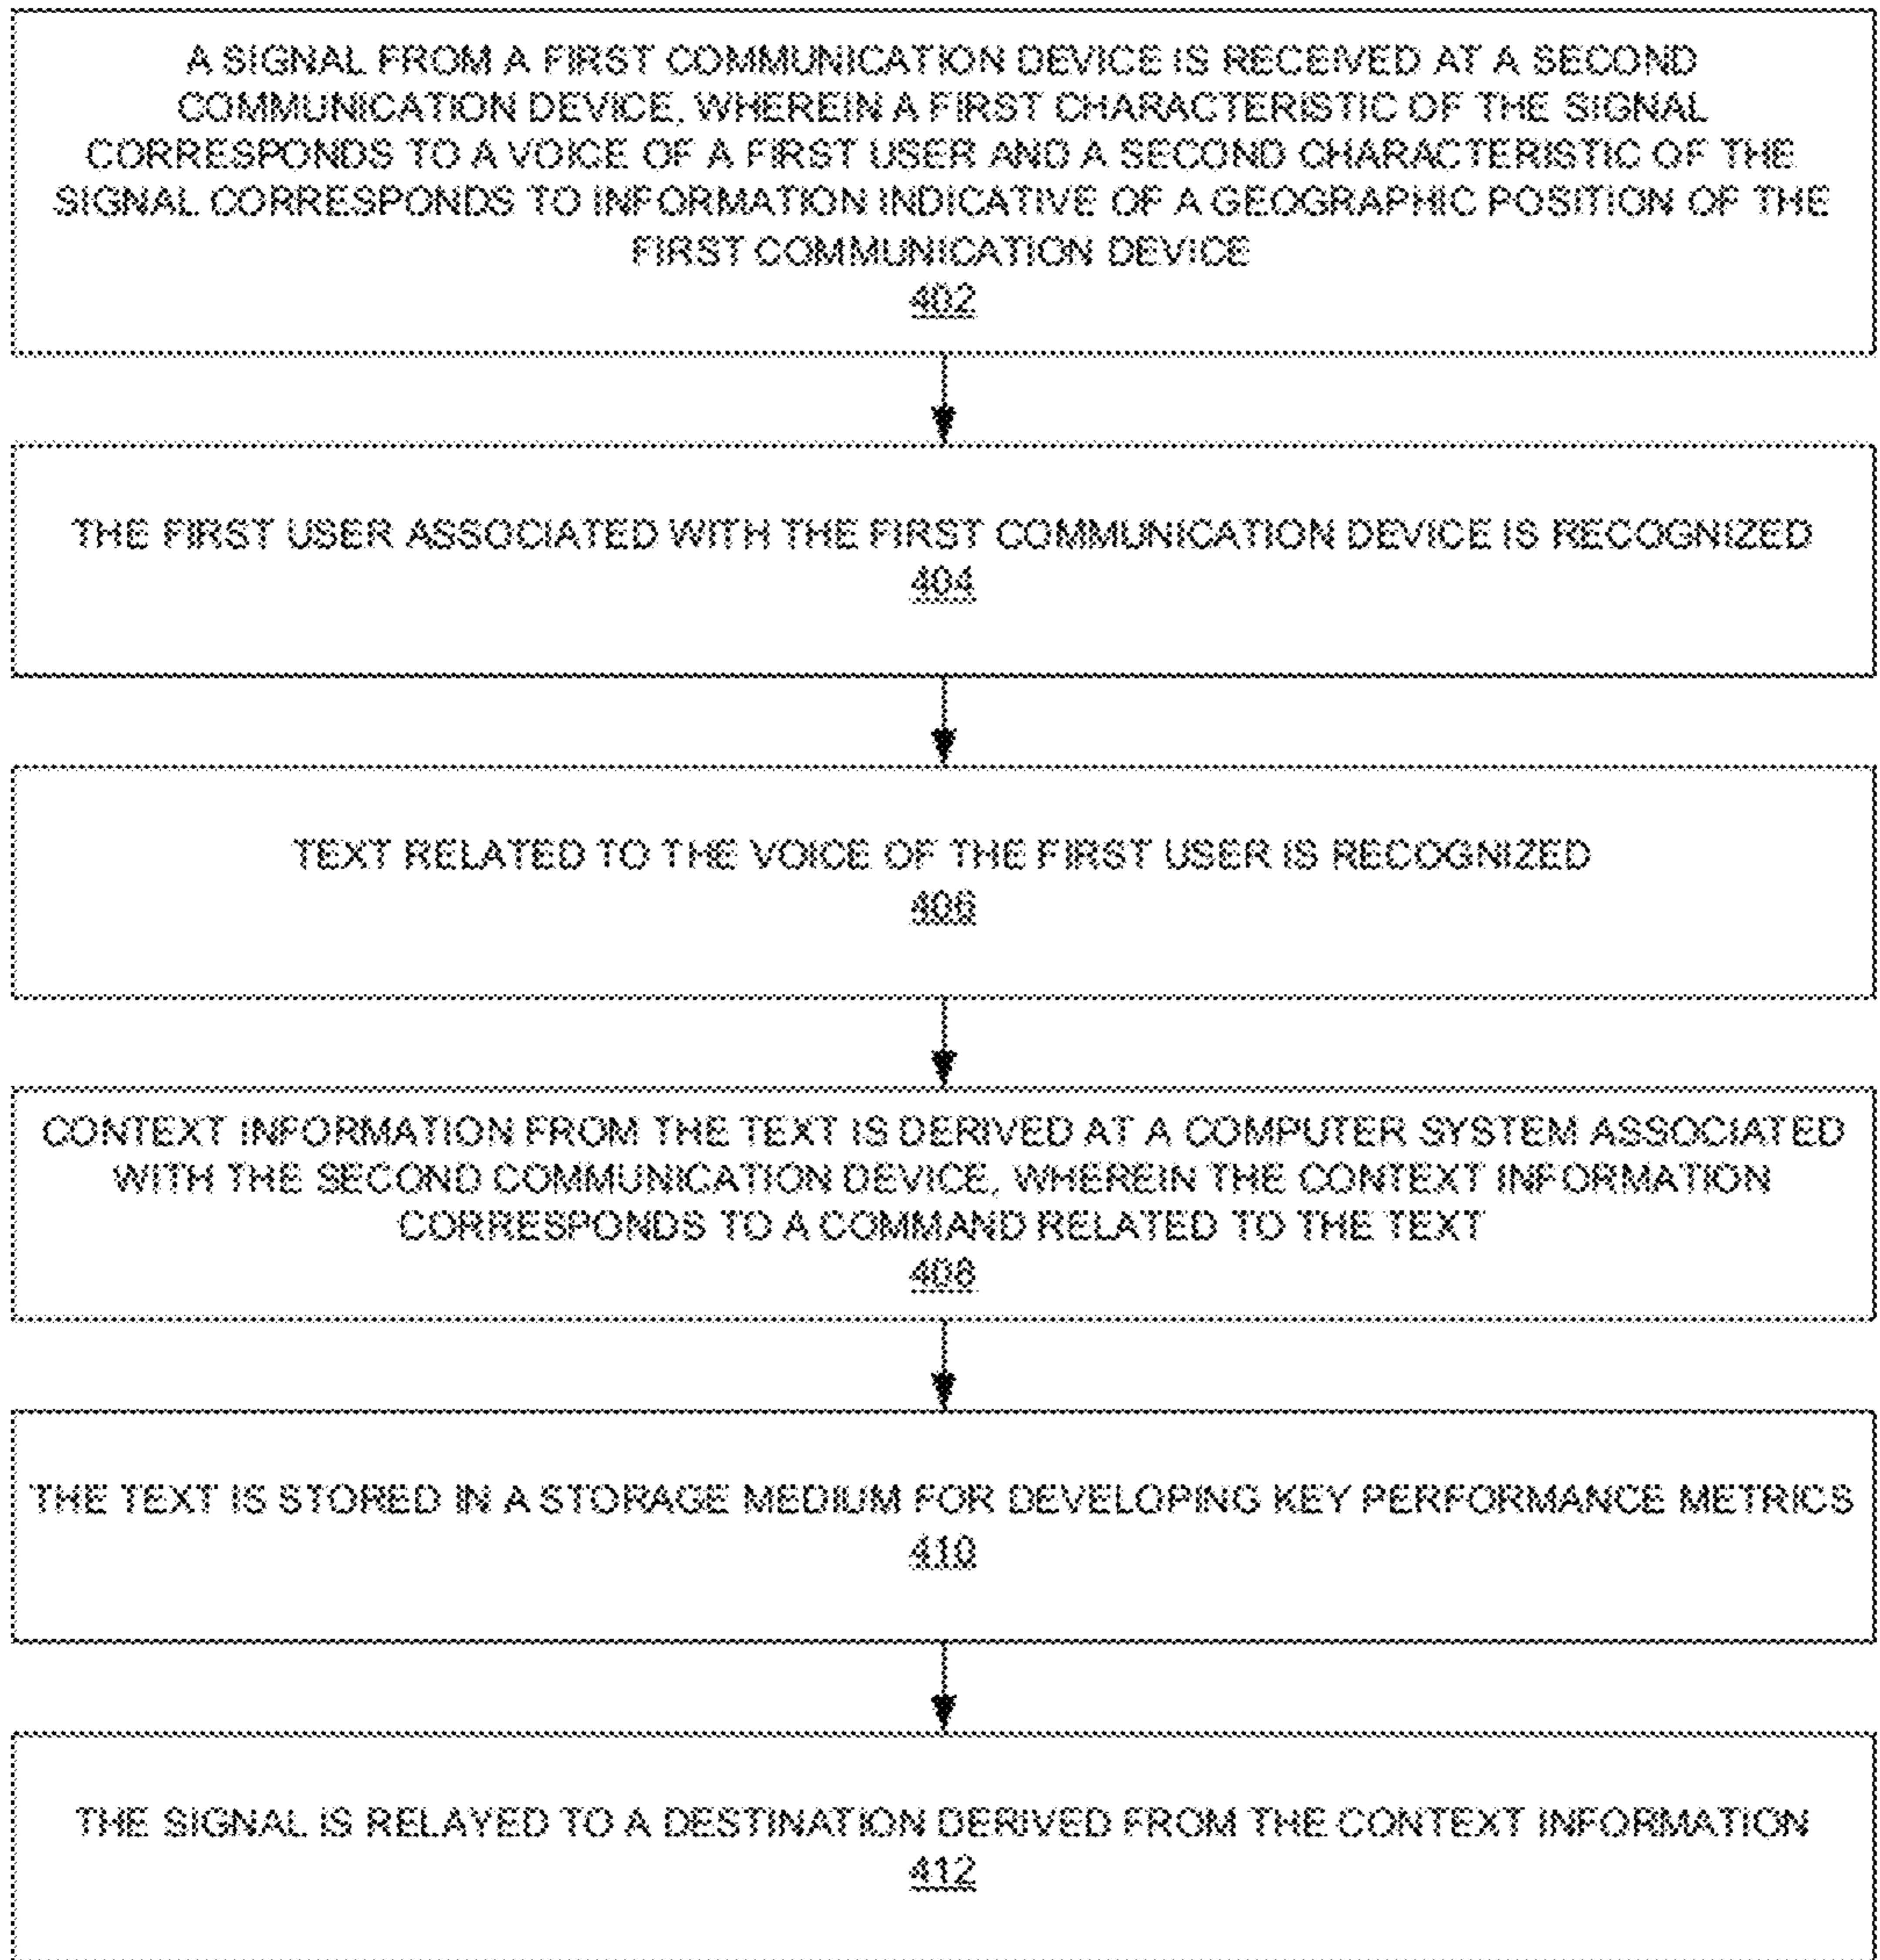 A SIGNAL FROM A FIRST COMMUNICATION DEVICE IS RECEIVED AT A SECOND
COMMUNICATION DEVICE, WHEREIN A FIRST CHARACTERISTIC OF THE SIGNAL
CORRESPONDS TO A VOICE OF A FIRST USER AND A SECOND CHARACTERISTIC OF THE
SIGNAL CORRESPONDS TO INFORMATION INDICATIVE OF A GEOGRAPHIC POSITION OF THE
FIRST COMMUNICATION DEVICE
402
THE FIRST USER ASSOCIATED WITH THE FIRST COMMUNICATION DEVICE IS RECOGNIZED
404
TEXT RELATED TO THE VOICE OF THE FIRST USER IS RECOGNIZED
406
CONTEXT INFORMATION FROM THE TEXT IS DERIVED AT A COMPUTER SYSTEM ASSOCIATED
WITH THE SECOND COMMUNICATION DEVICE, WHEREIN THE CONTEXT INFORMATION
CORRESPONDS TO A COMMAND RELATED TO THE TEXT
408
THE TEXT IS STORED IN A STORAGE MEDIUM FOR DEVELOPING KEY PERFORMANCE METRICS
410
THE SIGNAL IS RELAYED TO A DESTINATION DERIVED FROM THE CONTEXT INFORMATION
412